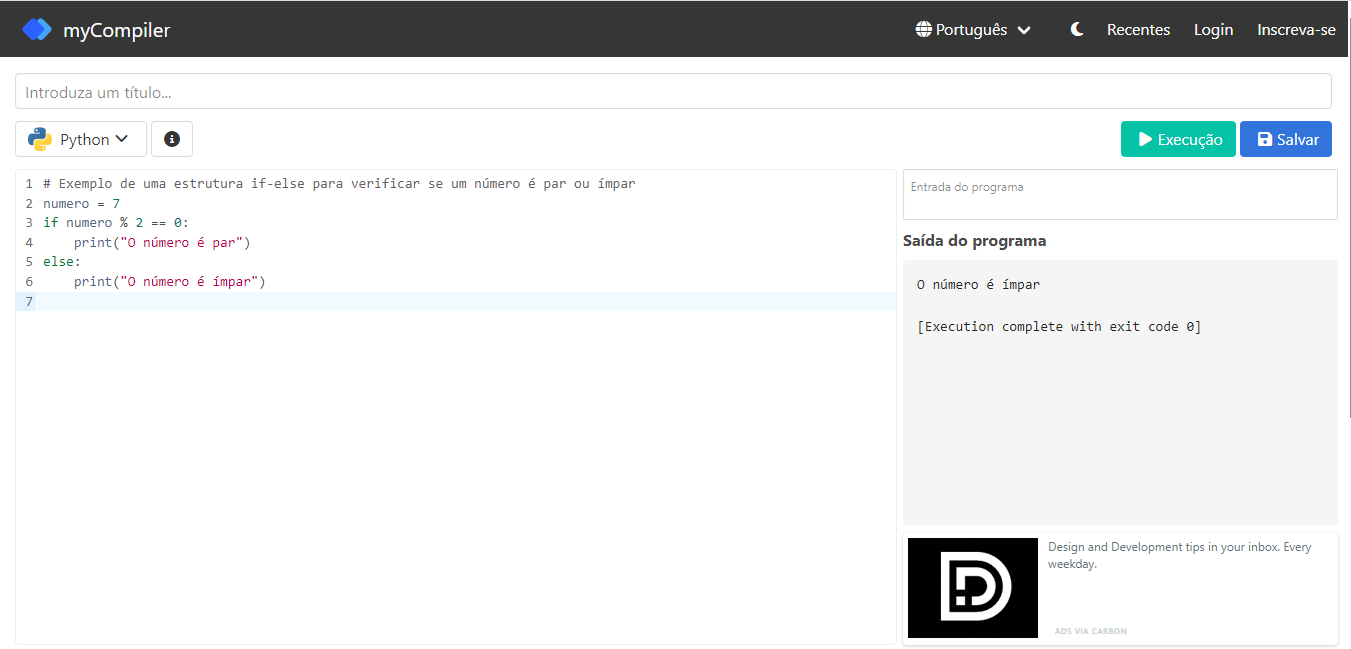 myCompiler
Português
Recentes
Login
Inscreva-se
Introduza um título...
Python
Execução
Salvar
1 # Exemplo de uma estrutura if-else para verificar se um número é par ou ímpar
2 numero = 7
3 if numero % 2 == 0:
4     print("O número é par")
5 else:
6     print("O número é ímpar")
7
Entrada do programa
Saída do programa
O número é ímpar
[Execution complete with exit code 0]
Design and Development tips in your inbox. Every
weekday.
ADS VIA CARBON